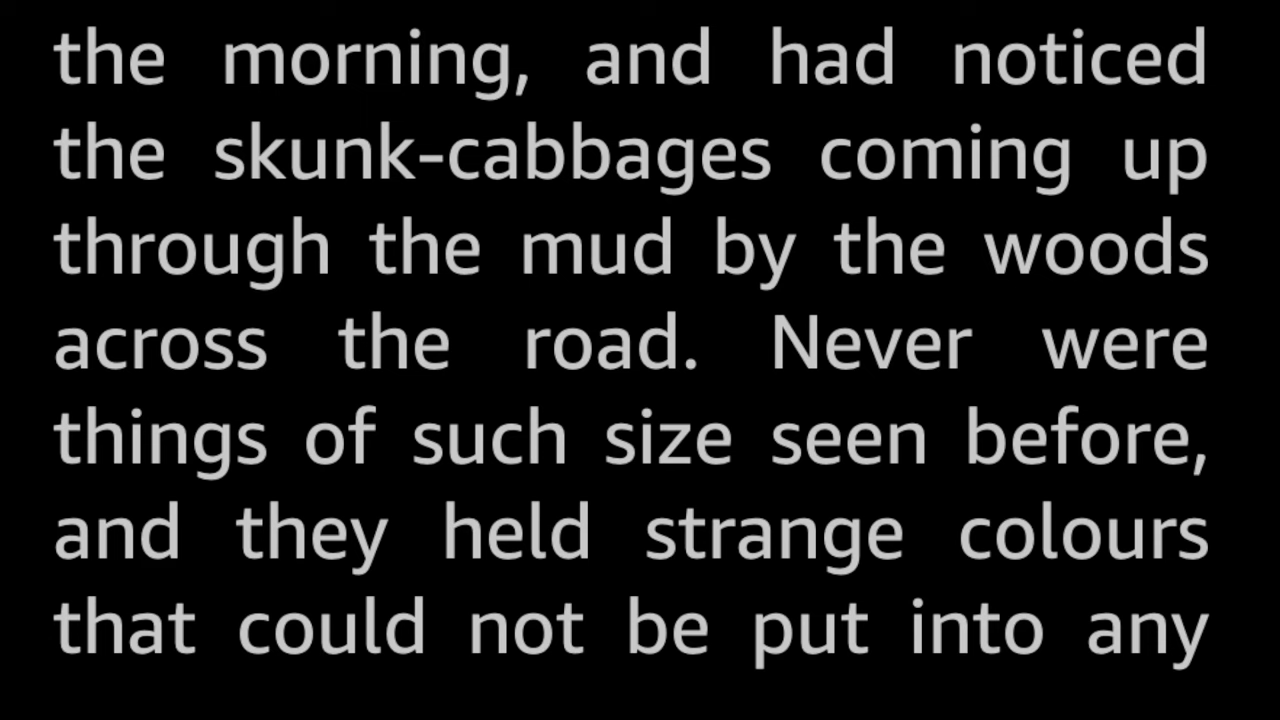 the morning, and had noticed
the skunk-cabbages coming up
through the mud by the woods
across the road. Never were
things of such size seen before,
and they held strange colours
that could not be put into any